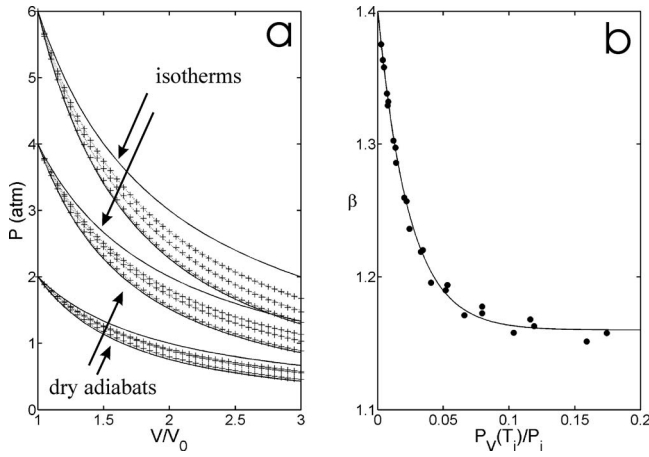 a
6
5
4
3
2
1
0
P (atm)
isotherms
dry adiabats
1
1.5
2
2.5
3
V/V0
b
1.4
1.3
1.2
1.1
β
0
0.05
0.1
0.15
0.2
PV(Ti)/Pi